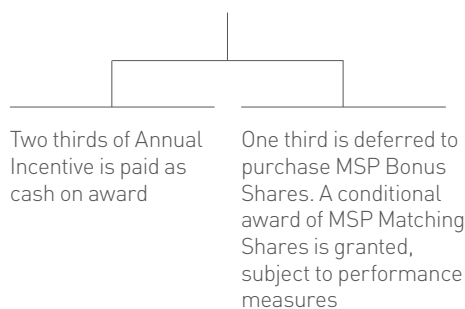 Two thirds of Annual
Incentive is paid as
cash on award
One third is deferred to
purchase MSP Bonus
Shares. A conditional
award of MSP Matching
Shares is granted,
subject to performance
measures